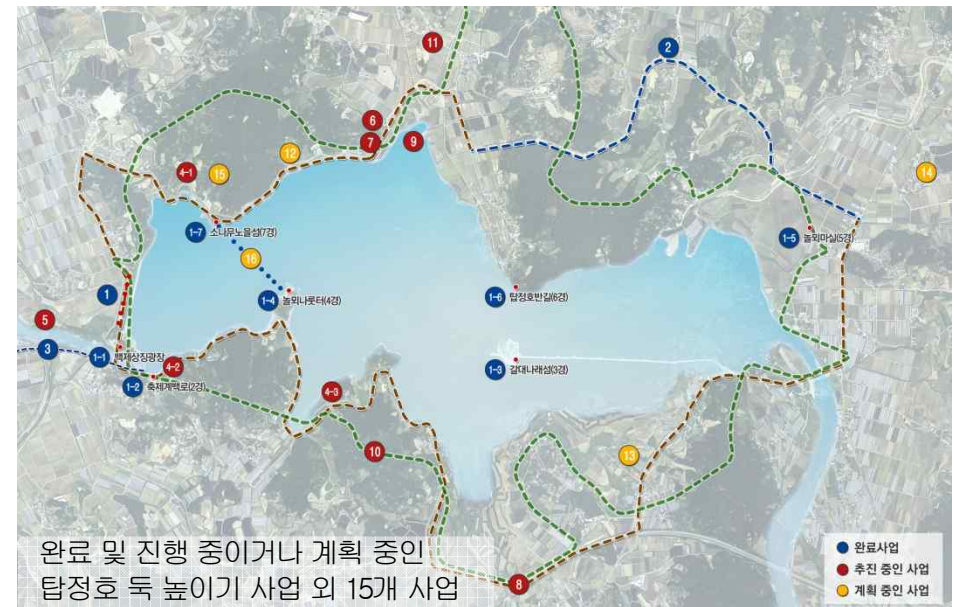 11
2
6
7
9
12
14
4-1
15
1-7 소나무노을섬(7경)
1-5 놀뫼마실(5경)
16
1
1-4 놀뫼나룻터(4경)
1-6 탑정호반길(6경)
5
3
1-1 백제상징광장
4-2
1-3 갈대나래섬(3경)
1-2 축제계백로(2경)
4-3
10
13
완료 및 진행 중이거나 계획 중인
탑정호 둑 높이기 사업 외 15개 사업
8
완료사업
추진 중인 사업
계획 중인 사업